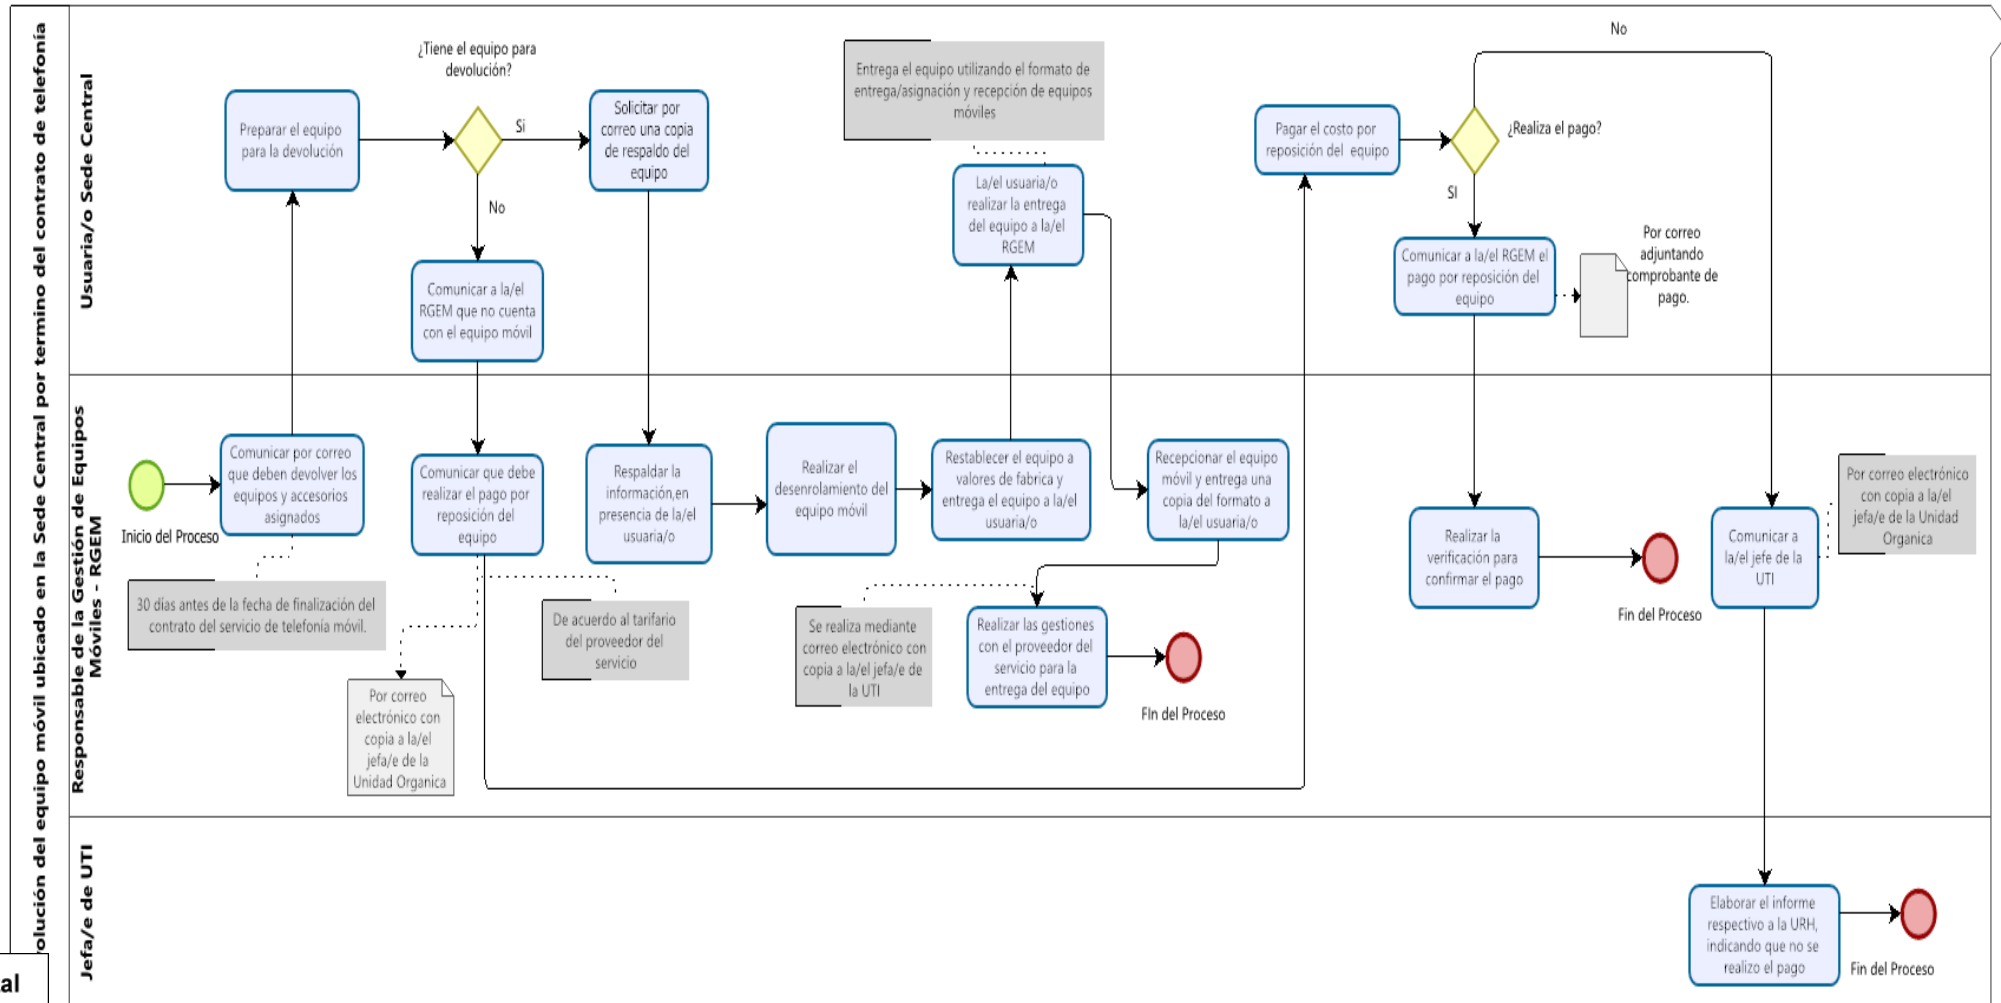 volución del equipo móvil ubicado en la Sede Central por termino del contrato de telefonía
Usuaria/o Sede Central
¿Tiene el equipo para
devolución?
Preparar el equipo
para la devolución
Si
No
Solicitar por
correo una copia
de respaldo del
equipo
Comunicar a la/el
RGEM que no cuenta
con el equipo móvil
Entrega el equipo utilizando el formato de
entrega/asignación y recepción de equipos
móviles
La/el usuaria/o
realizar la entrega
del equipo a la/el
RGEM
Pagar el costo por
reposición del equipo
¿Realiza el pago?
No
SI
Comunicar a la/el RGEM el
pago por reposición del
equipo
Por correo
adjuntando
comprobante de
pago.
Responsable de la Gestión de Equipos
Móviles - RGEM
Inicio del Proceso
Comunicar por correo
que deben devolver los
equipos y accesorios
asignados
30 días antes de la fecha de finalización del
contrato del servicio de telefonía móvil.
Comunicar que debe
realizar el pago por
reposición del
equipo
Por correo
electrónico con
copia a la/el
jefa/e de la
Unidad Organica
De acuerdo al tarifario
del proveedor del
servicio
Respaldar la
información,en
presencia de la/el
usuaria/o
Realizar el
desenrolamiento del
equipo móvil
Restablecer el equipo a
valores de fabrica y
entrega el equipo a la/el
usuaria/o
Recepcionar el equipo
móvil y entrega una
copia del formato a
la/el usuaria/o
Se realiza mediante
correo electrónico con
copia a la/el jefa/e de
la UTI
Realizar las gestiones
con el proveedor del
servicio para la
entrega del equipo
FIn del Proceso
Realizar la
verificación para
confirmar el pago
Fin del Proceso
Comunicar a
la/el jefe de la
UTI
Por correo electrónico
con copia a la/el
jefa/e de la Unidad
Organica
Jefa/e de UTI
Elaborar el informe
respectivo a la URH,
indicando que no se
realizo el pago
Fin del Proceso
al